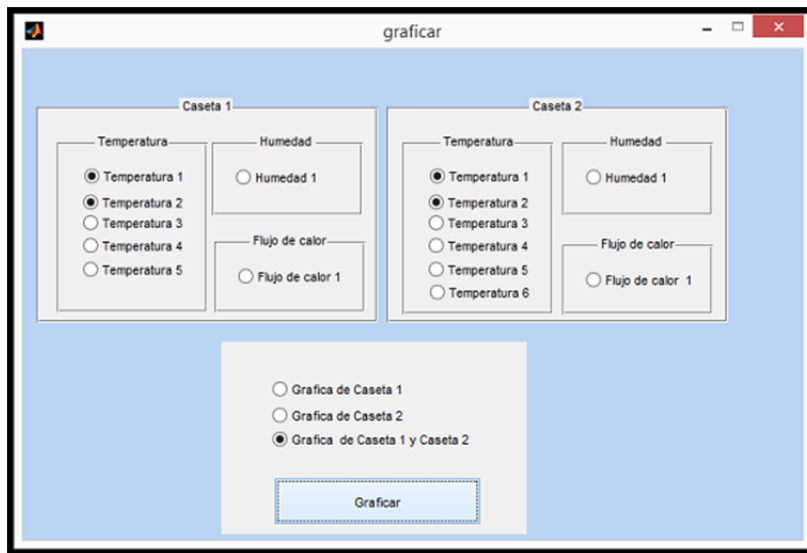 graficar
Caseta 1
Temperatura
Temperatura 1
Temperatura 2
Temperatura 3
Temperatura 4
Temperatura 5
Humedad
Humedad 1
Flujo de calor
Flujo de calor 1
Caseta 2
Temperatura
Temperatura 1
Temperatura 2
Temperatura 3
Temperatura 4
Temperatura 5
Temperatura 6
Humedad
Humedad 1
Flujo de calor
Flujo de calor 1
Grafica de Caseta 1
Grafica de Caseta 2
Grafica de Caseta 1 y Caseta 2
Graficar